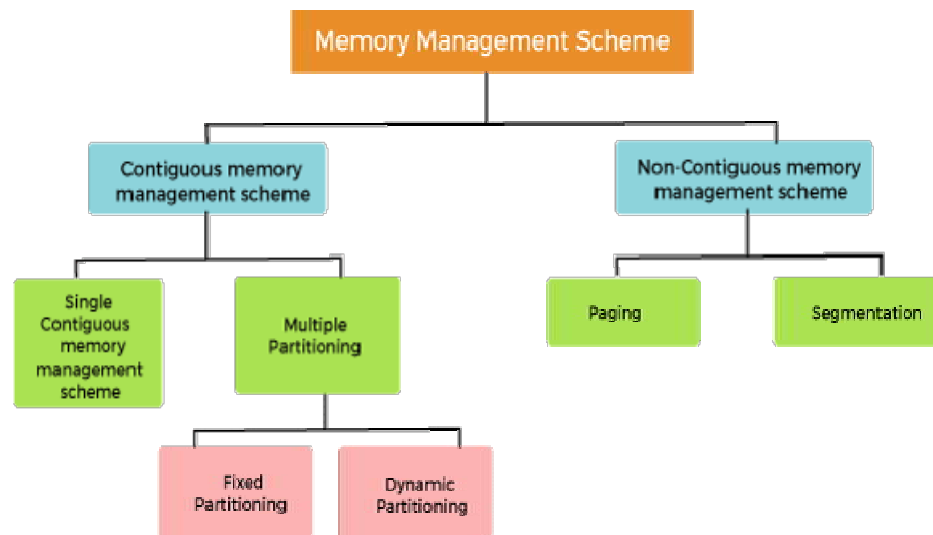 Memory Management Scheme
Contiguous memory
management scheme
Non-Contiguous memory
management scheme
Single
Contiguous
memory
management
scheme
Multiple
Partitioning
Paging
Segmentation
Fixed
Partitioning
Dynamic
Partitioning